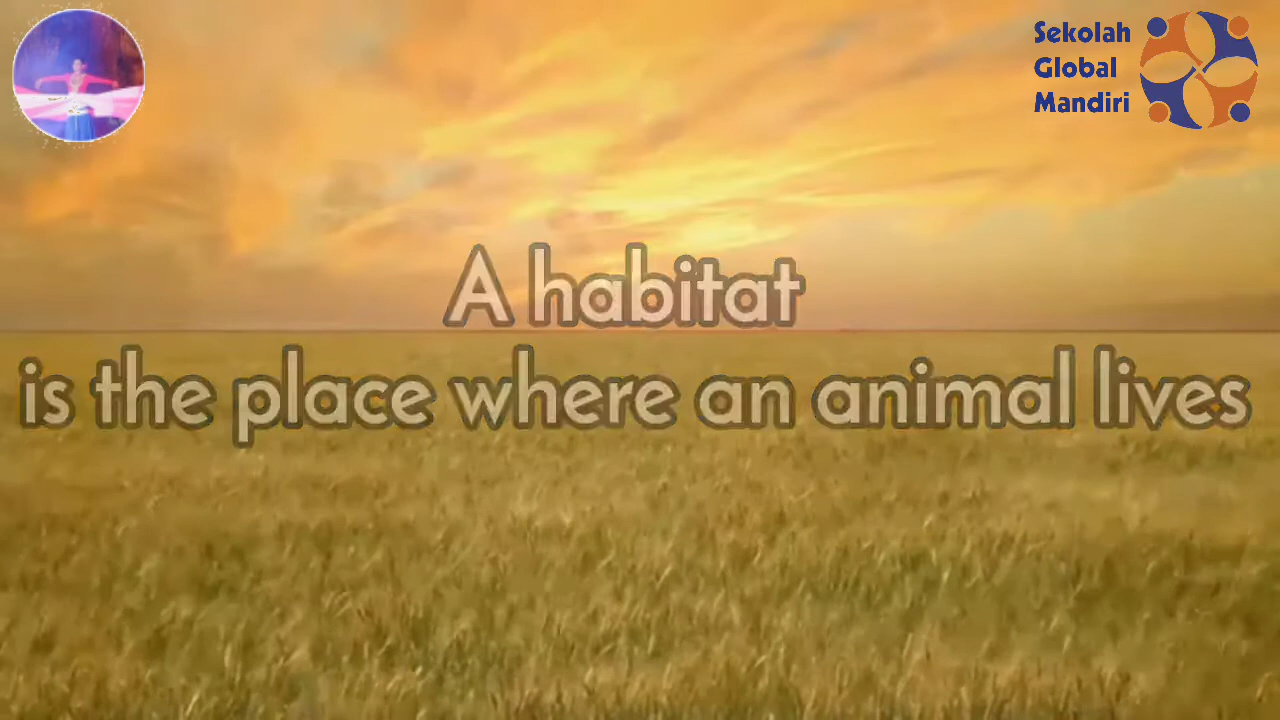 Sekolah
Global
Mandiri
A habitat
is the place where an animal lives